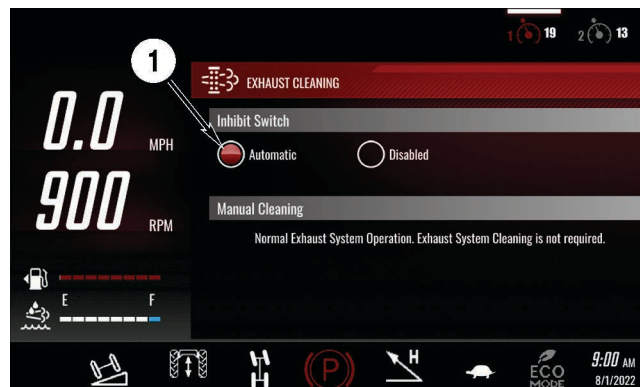 1 19 2 13
1
EXHAUST CLEANING
Inhibit Switch
0.0 MPH
Automatic Disabled
900 RPM
Manual Cleaning
Normal Exhaust System Operation. Exhaust System Cleaning is not required.
E F
P
H
H
ECO
MODE
9:00 AM
8/1/2022